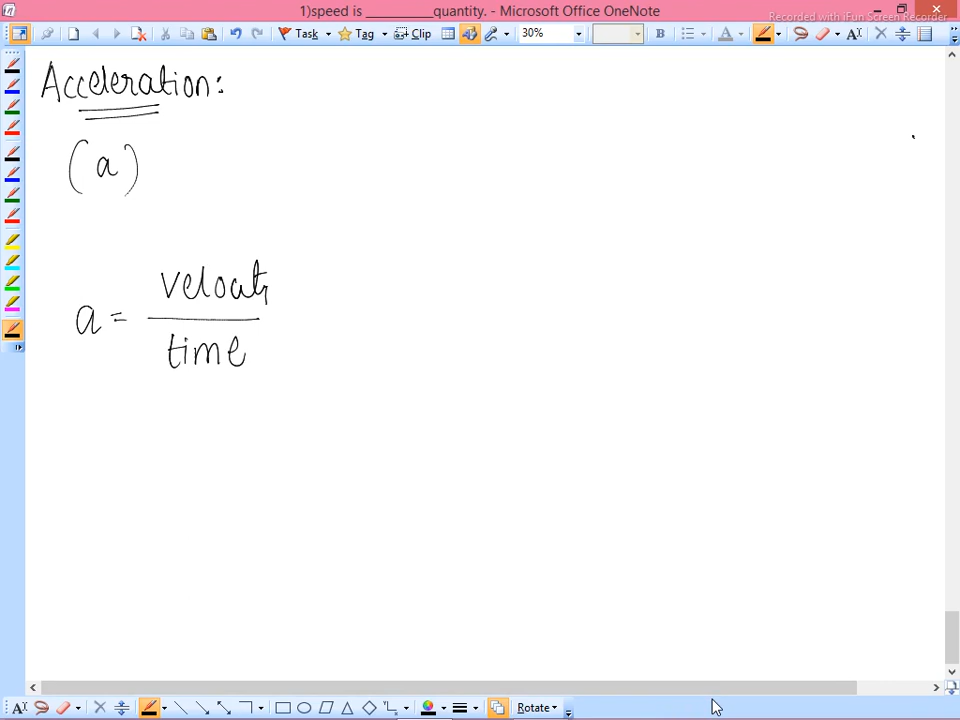 1)speed is __________quantity. - Microsoft Office OneNote
Recorded with iFun Screen Recorder
Task Tag Clip 30% B A A
Acceleration:
(a)
velocity
a = 
time
A Rotate